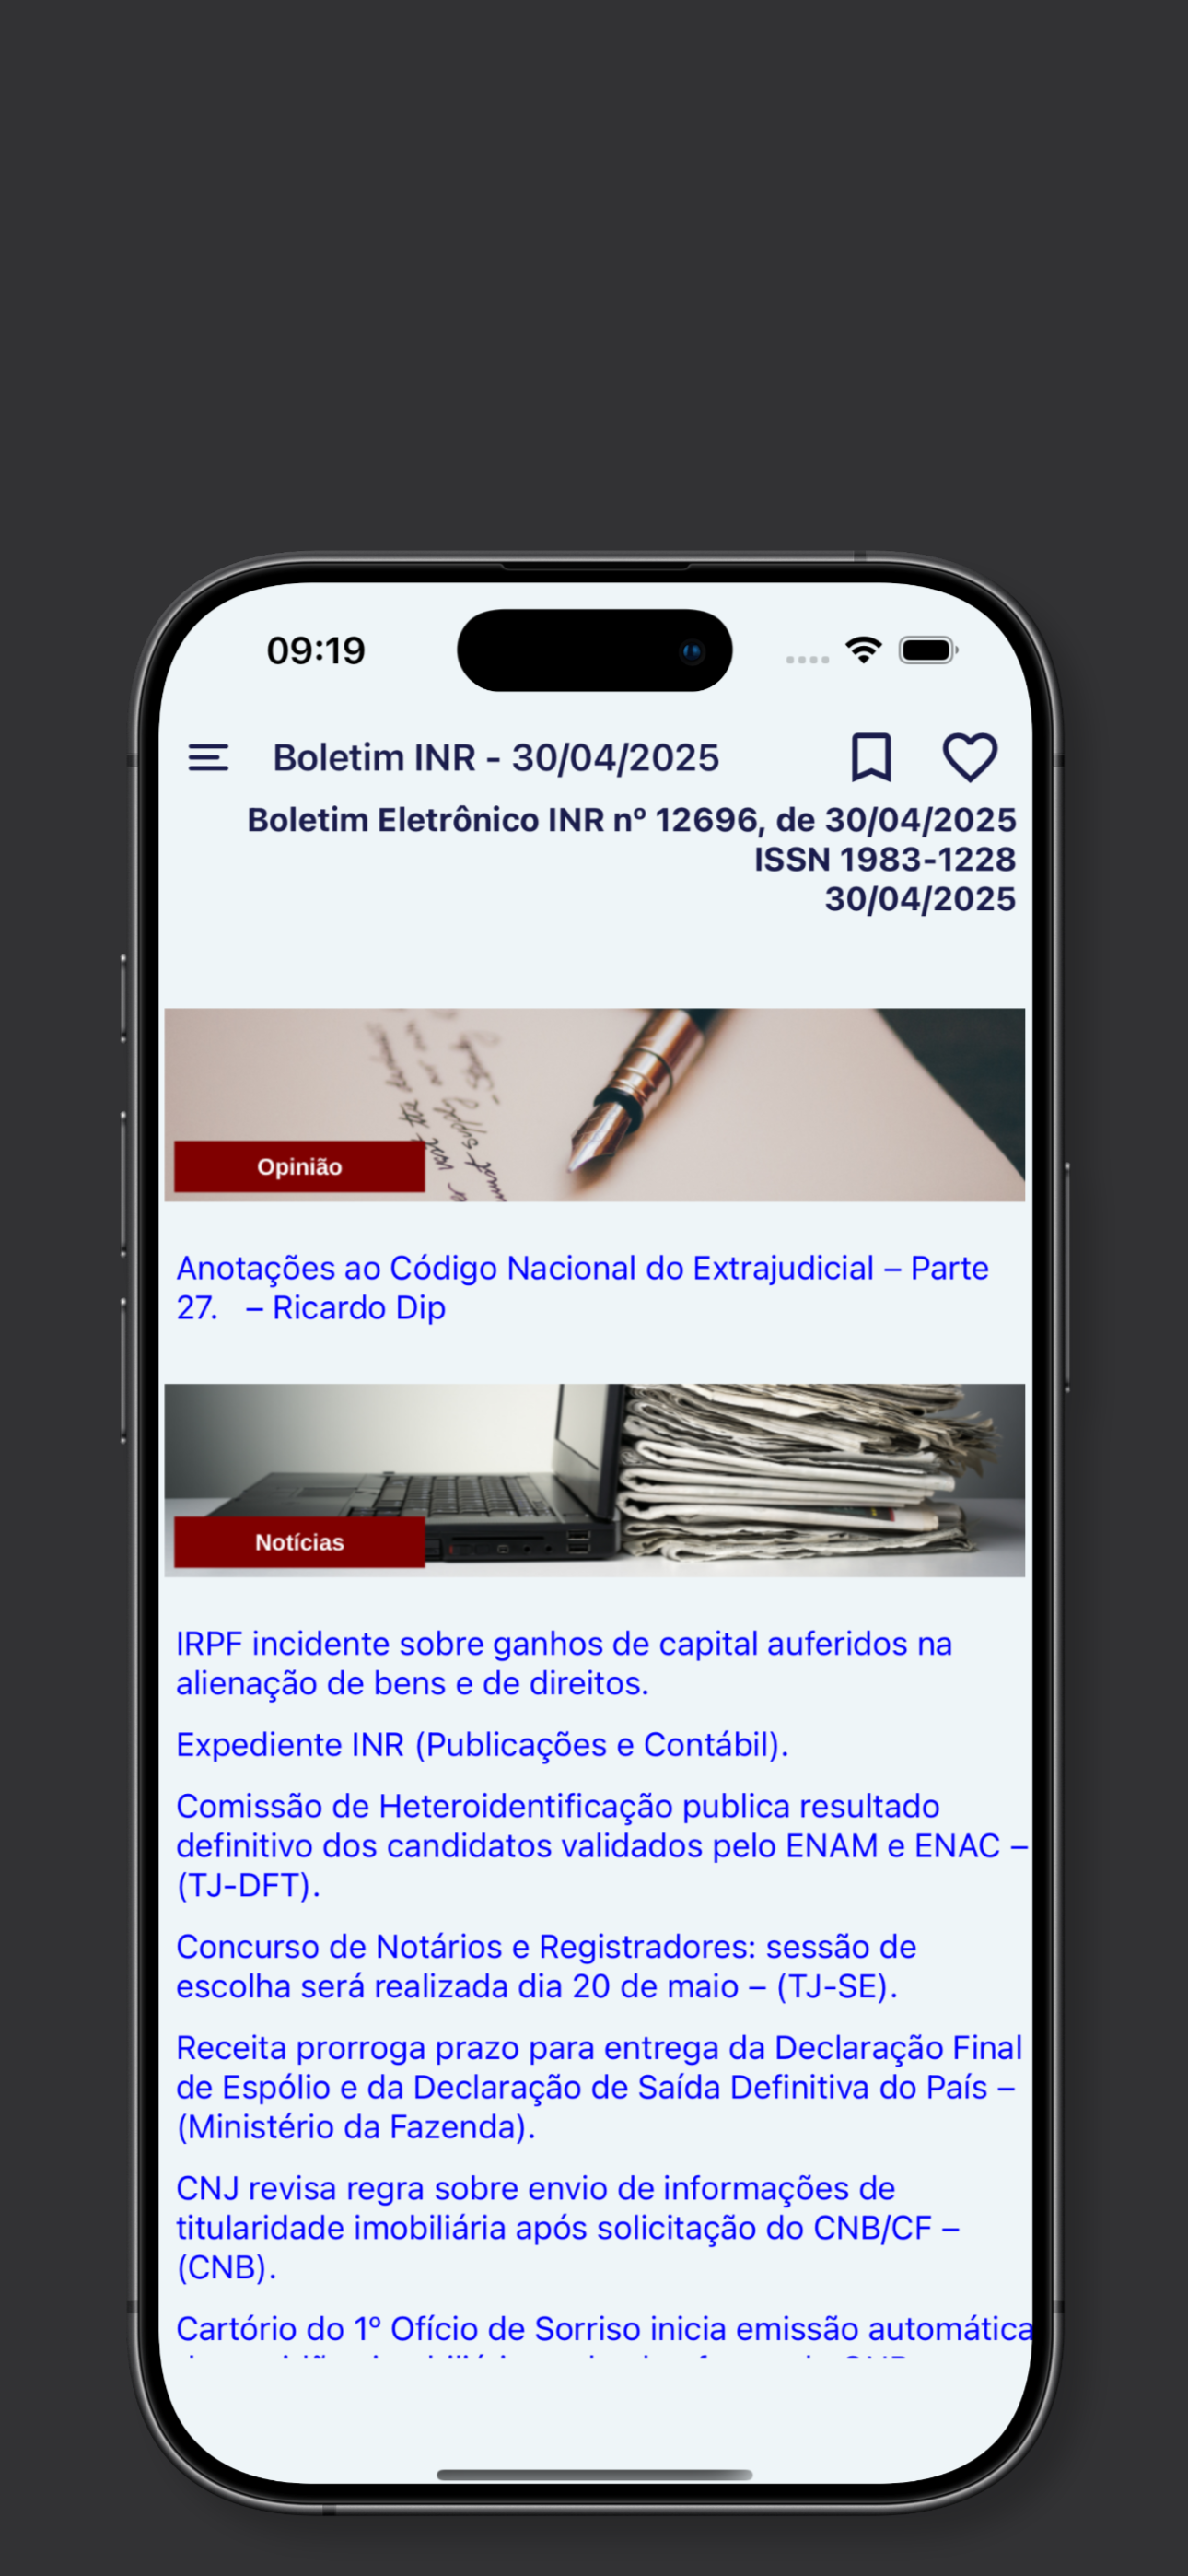 09:19
Boletim INR - 30/04/2025
Boletim Eletrônico INR nº 12696, de 30/04/2025
ISSN 1983-1228
30/04/2025
Opinião
Anotações ao Código Nacional do Extrajudicial – Parte
27.   – Ricardo Dip
Notícias
IRPF incidente sobre ganhos de capital auferidos na
alienação de bens e de direitos.
Expediente INR (Publicações e Contábil).
Comissão de Heteroidentificação publica resultado
definitivo dos candidatos validados pelo ENAM e ENAC –
(TJ-DFT).
Concurso de Notários e Registradores: sessão de
escolha será realizada dia 20 de maio – (TJ-SE).
Receita prorroga prazo para entrega da Declaração Final
de Espólio e da Declaração de Saída Definitiva do País –
(Ministério da Fazenda).
CNJ revisa regra sobre envio de informações de
titularidade imobiliária após solicitação do CNB/CF –
(CNB).
Cartório do 1º Ofício de Sorriso inicia emissão automática